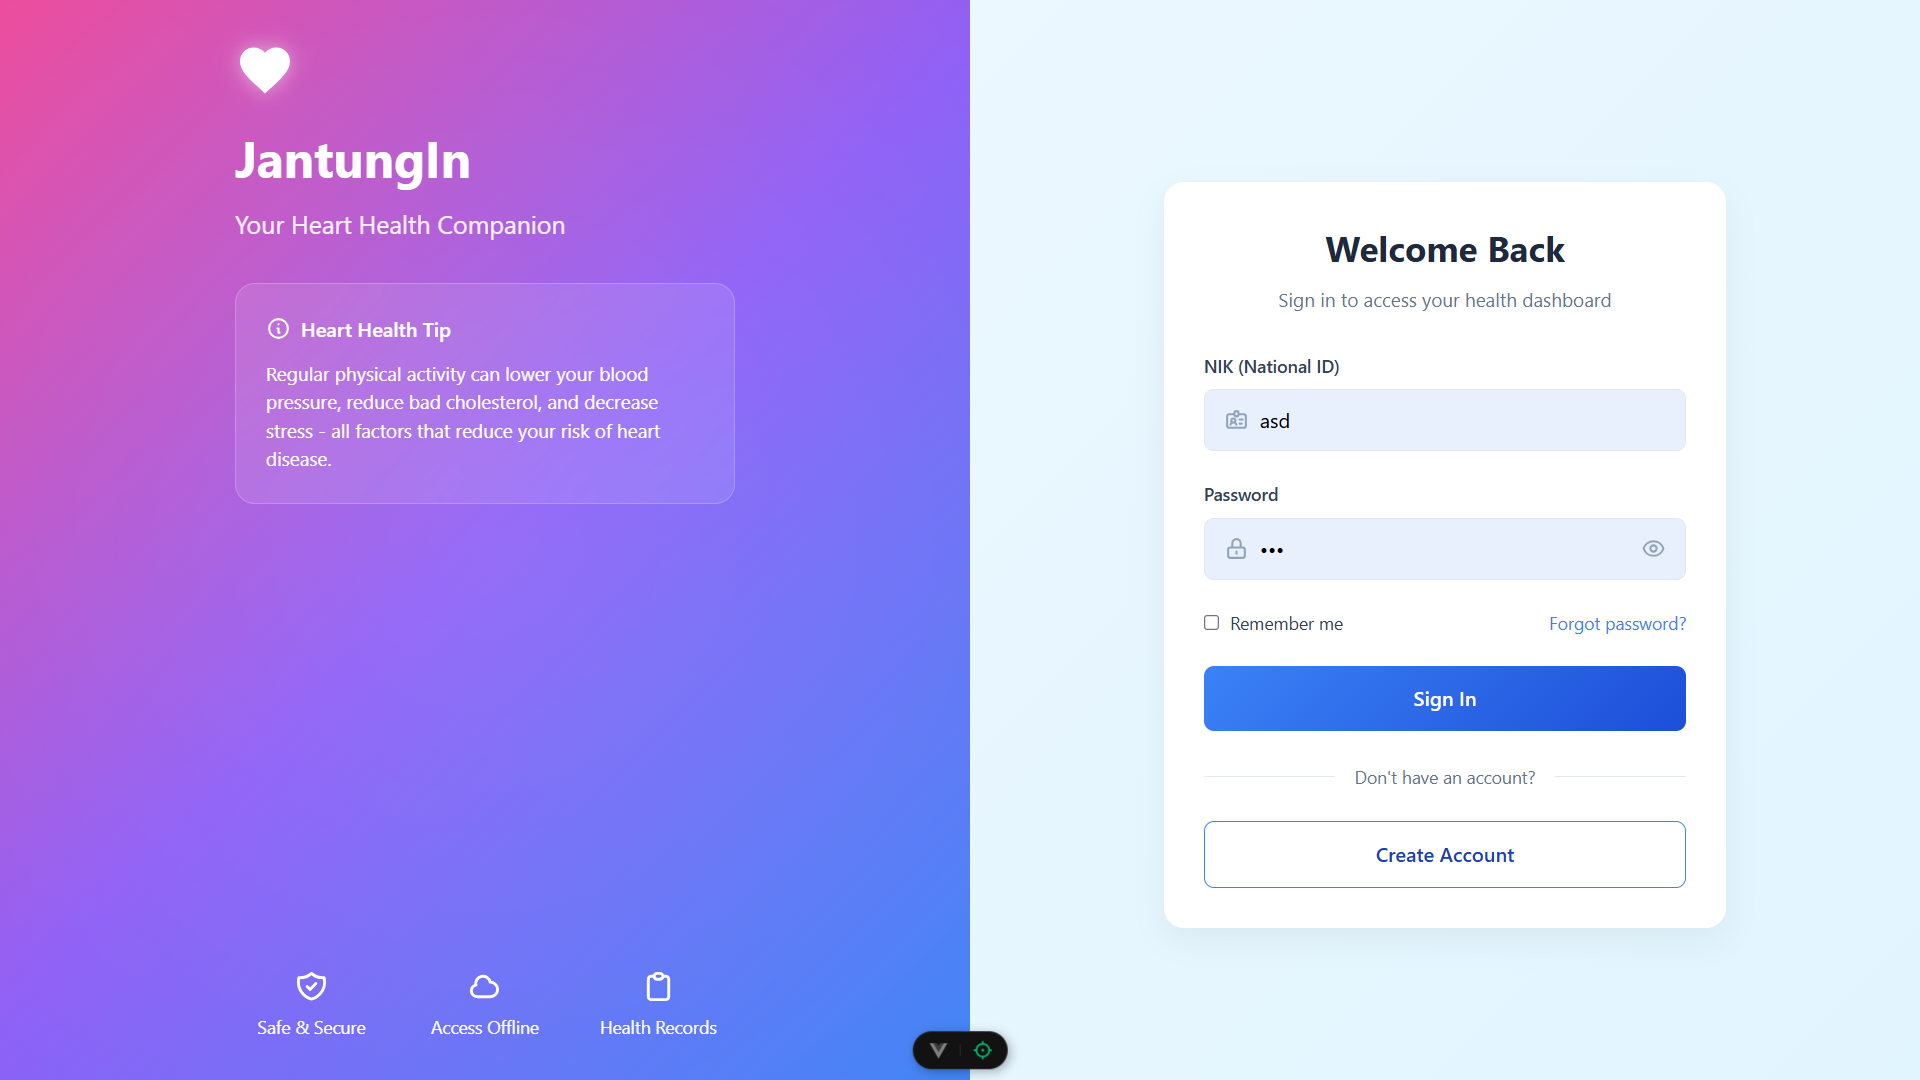 JantungIn
Your Heart Health Companion
Heart Health Tip
Regular physical activity can lower your blood
pressure, reduce bad cholesterol, and decrease
stress - all factors that reduce your risk of heart
disease.
Safe & Secure
Access Offline
Health Records
Welcome Back
Sign in to access your health dashboard
NIK (National ID)
asd
Password
•••
Remember me
Forgot password?
Sign In
Don't have an account?
Create Account